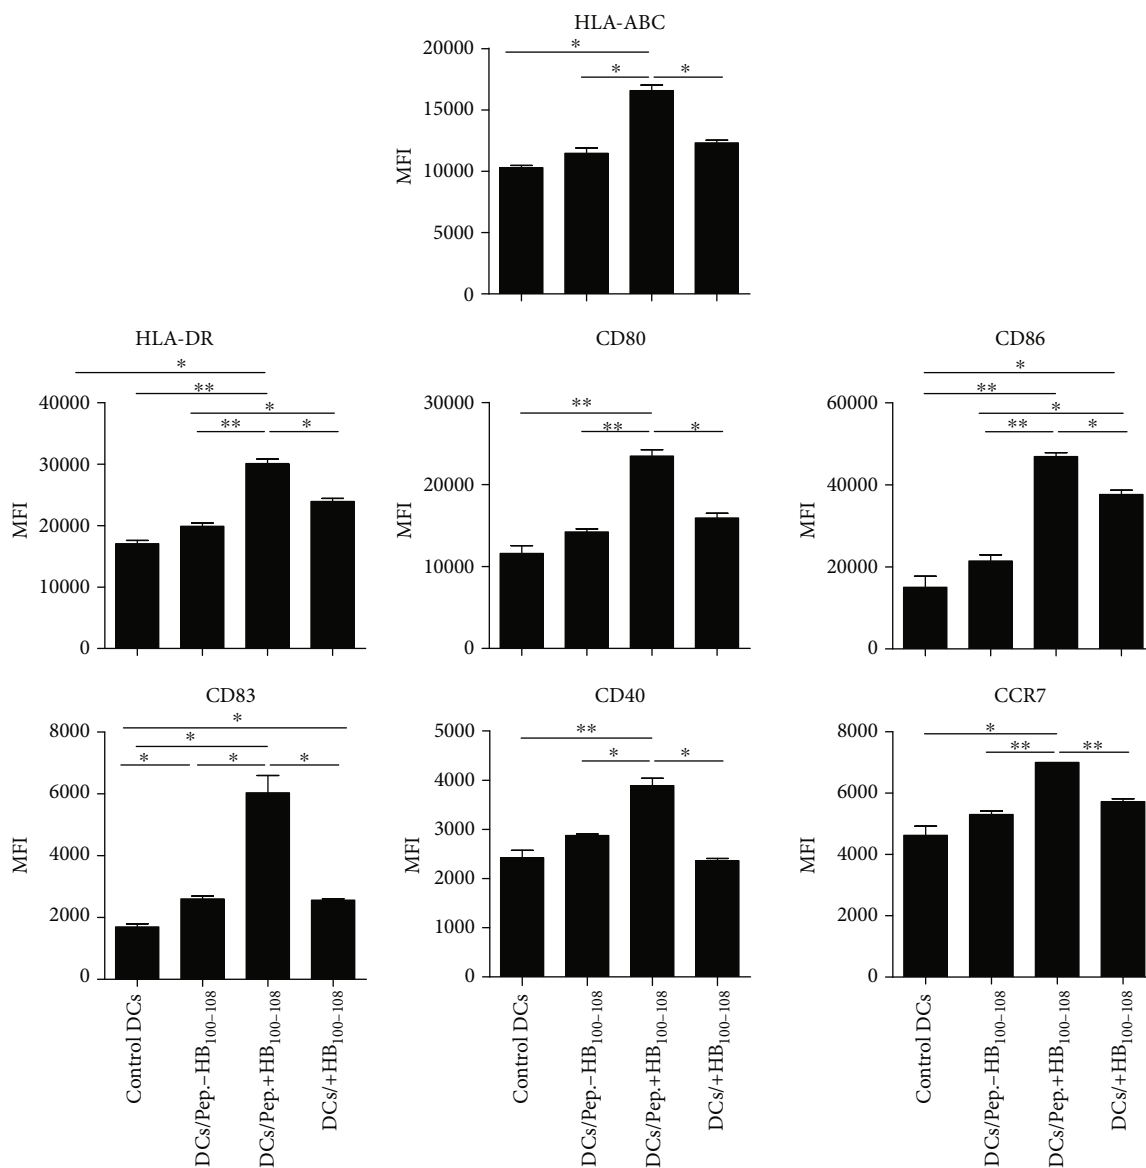 HLA-ABC
*
* *
20000
15000
10000
5000
0
MFI
HLA-DR
*
**
*
** *
40000
30000
20000
10000
0
MFI
CD80
**
** *
30000
20000
10000
0
MFI
CD86
*
**
*
** *
60000
40000
20000
0
MFI
CD83
*
*
* * *
8000
6000
4000
2000
0
MFI
Control DCs
DCs/Pep.−HB100−108
DCs/Pep.+HB100−108
DCs/+HB100−108
CD40
**
* *
5000
4000
3000
2000
1000
0
MFI
Control DCs
DCs/Pep.−HB100−108
DCs/Pep.+HB100−108
DCs/+HB100−108
CCR7
*
** **
8000
6000
4000
2000
0
MFI
Control DCs
DCs/Pep.−HB100−108
DCs/Pep.+HB100−108
DCs/+HB100−108